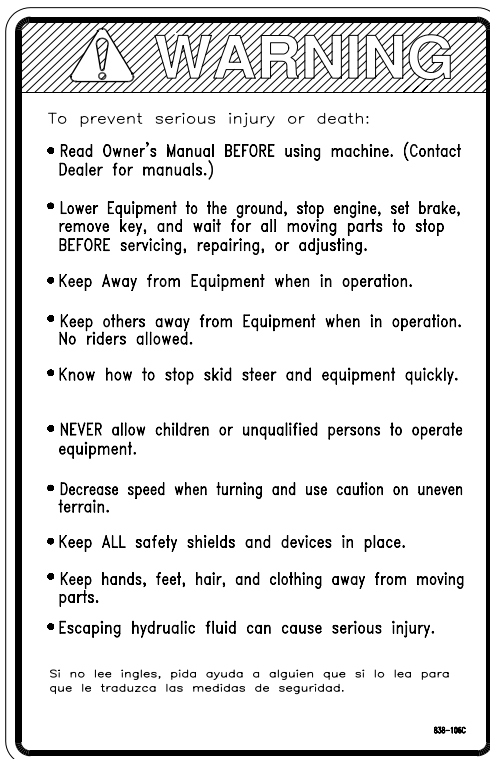 WARNING
To prevent serious injury or death:
• Read Owner's Manual BEFORE using machine. (Contact
Dealer for manuals.)
• Lower Equipment to the ground, stop engine, set brake,
remove key, and wait for all moving parts to stop
BEFORE servicing, repairing, or adjusting.
• Keep Away from Equipment when in operation.
• Keep others away from Equipment when in operation.
No riders allowed.
• Know how to stop skid steer and equipment quickly.
• NEVER allow children or unqualified persons to operate
equipment.
• Decrease speed when turning and use caution on uneven
terrain.
• Keep ALL safety shields and devices in place.
• Keep hands, feet, hair, and clothing away from moving
parts.
• Escaping hydrualic fluid can cause serious injury.
Si no lee ingles, pida ayuda a alguien que si lo lea para
que le traduzca las medidas de seguridad.
838-106C